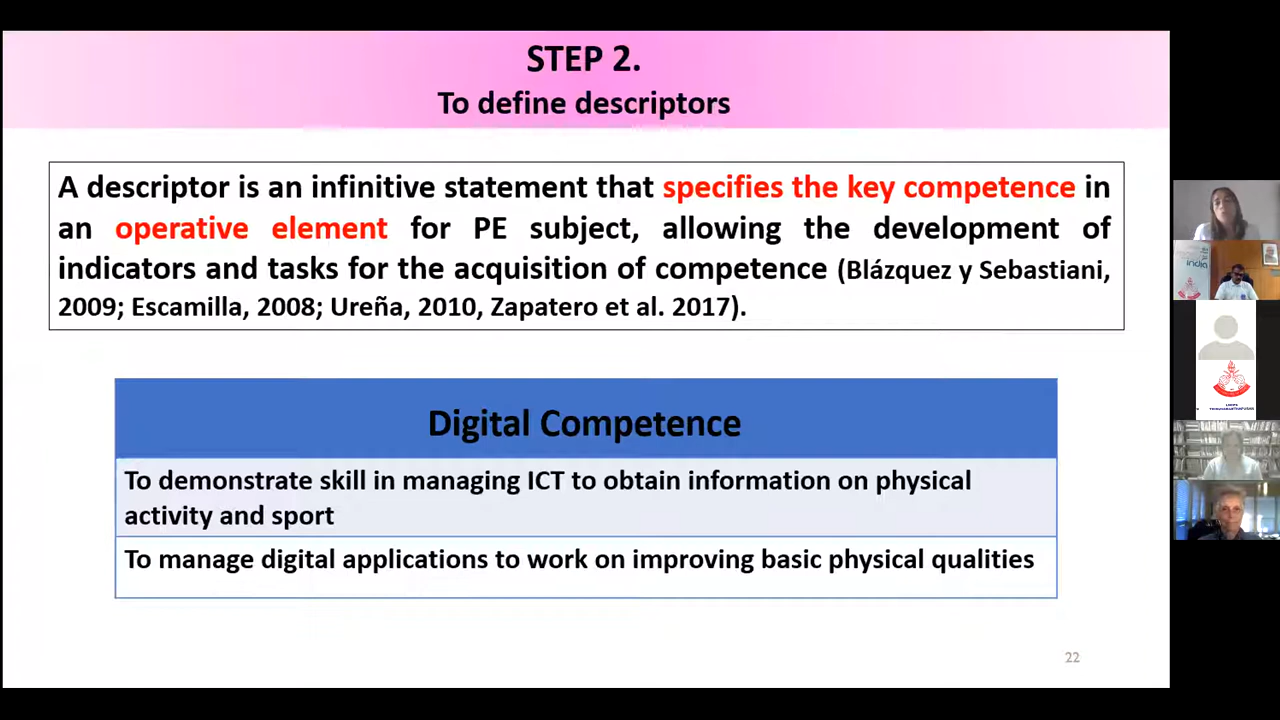 STEP 2.
To define descriptors
A descriptor is an infinitive statement that specifies the key competence in
an operative element for PE subject, allowing the development of
indicators and tasks for the acquisition of competence (Blázquez y Sebastiani,
2009; Escamilla, 2008; Ureña, 2010, Zapatero et al. 2017).
Digital Competence
To demonstrate skill in managing ICT to obtain information on physical
activity and sport
To manage digital applications to work on improving basic physical qualities
22
india